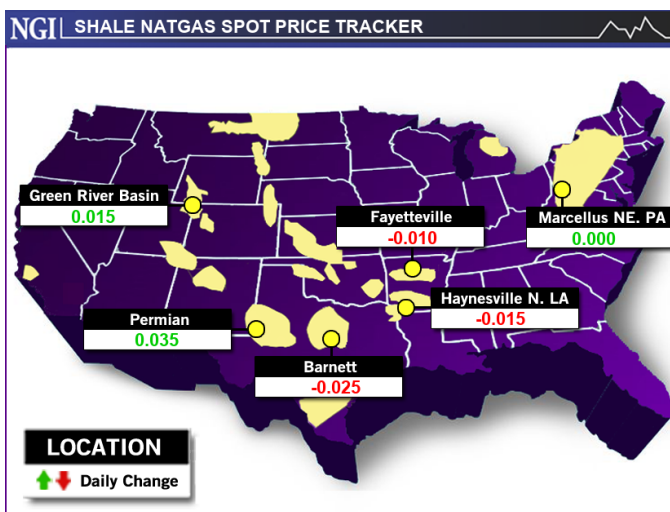 NGI SHALE NATGAS SPOT PRICE TRACKER
Green River Basin
0.015
Fayetteville
-0.010
Marcellus NE. PA
0.000
Haynesville N. LA
-0.015
Permian
0.035
Barnett
-0.025
LOCATION
Daily Change